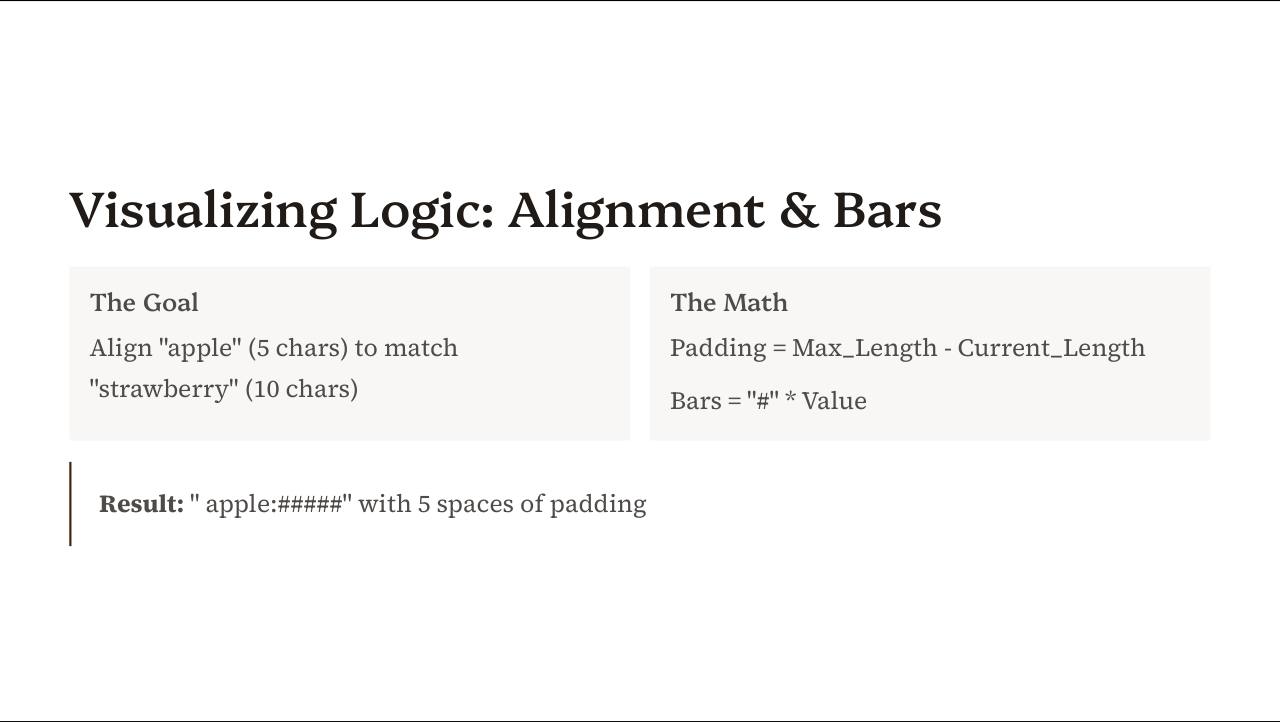 Visualizing Logic: Alignment & Bars
The Goal
Align "apple" (5 chars) to match
"strawberry" (10 chars)
The Math
Padding = Max_Length - Current_Length
Bars = "#" * Value
Result: " apple:#####" with 5 spaces of padding